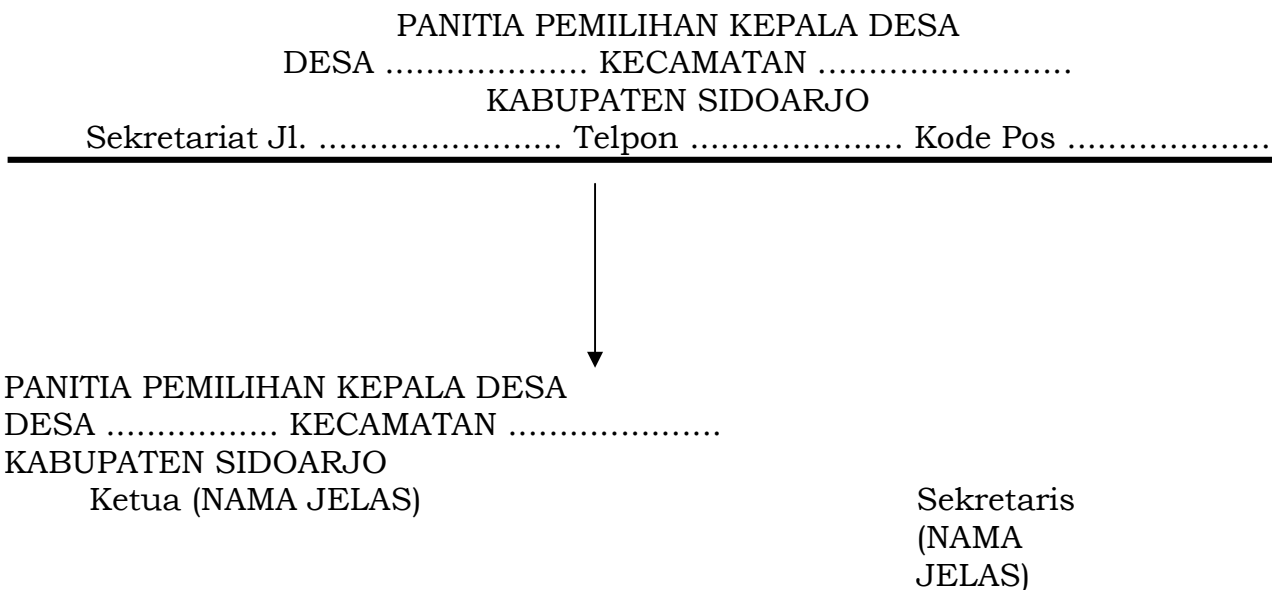 PANITIA PEMILIHAN KEPALA DESA
DESA .................... KECAMATAN .........................
KABUPATEN SIDOARJO
Sekretariat Jl. ........................ Telpon ..................... Kode Pos ....................
PANITIA PEMILIHAN KEPALA DESA
DESA ................. KECAMATAN .....................
KABUPATEN SIDOARJO
Ketua (NAMA JELAS)
Sekretaris
(NAMA
JELAS)